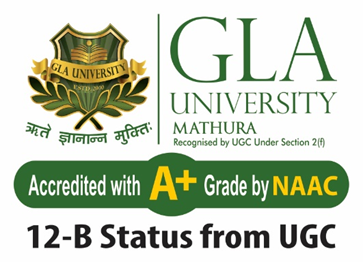 GLA UNIVERSITY
ESTD. 2010
ऋते ज्ञानान्न मुक्तिः
GLA
UNIVERSITY
MATHURA
Recognised by UGC Under Section 2(f)
Accredited with A+ Grade by NAAC
12-B Status from UGC